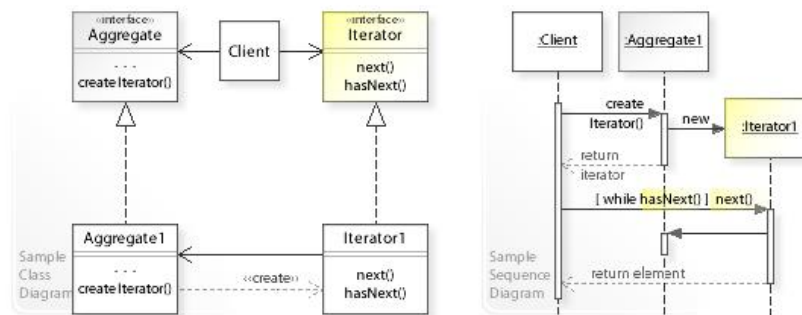 «interface»
Aggregate
. . .
createIterator()
Client
«interface»
Iterator
next()
hasNext()
Aggregate1
. . .
createIterator()
«create»
Iterator1
next()
hasNext()
Sample
Class
Diagram
:Client
:Aggregate1
create
Iterator()
new
:Iterator1
return
iterator
[ while hasNext() ] next()
return element
Sample
Sequence
Diagram